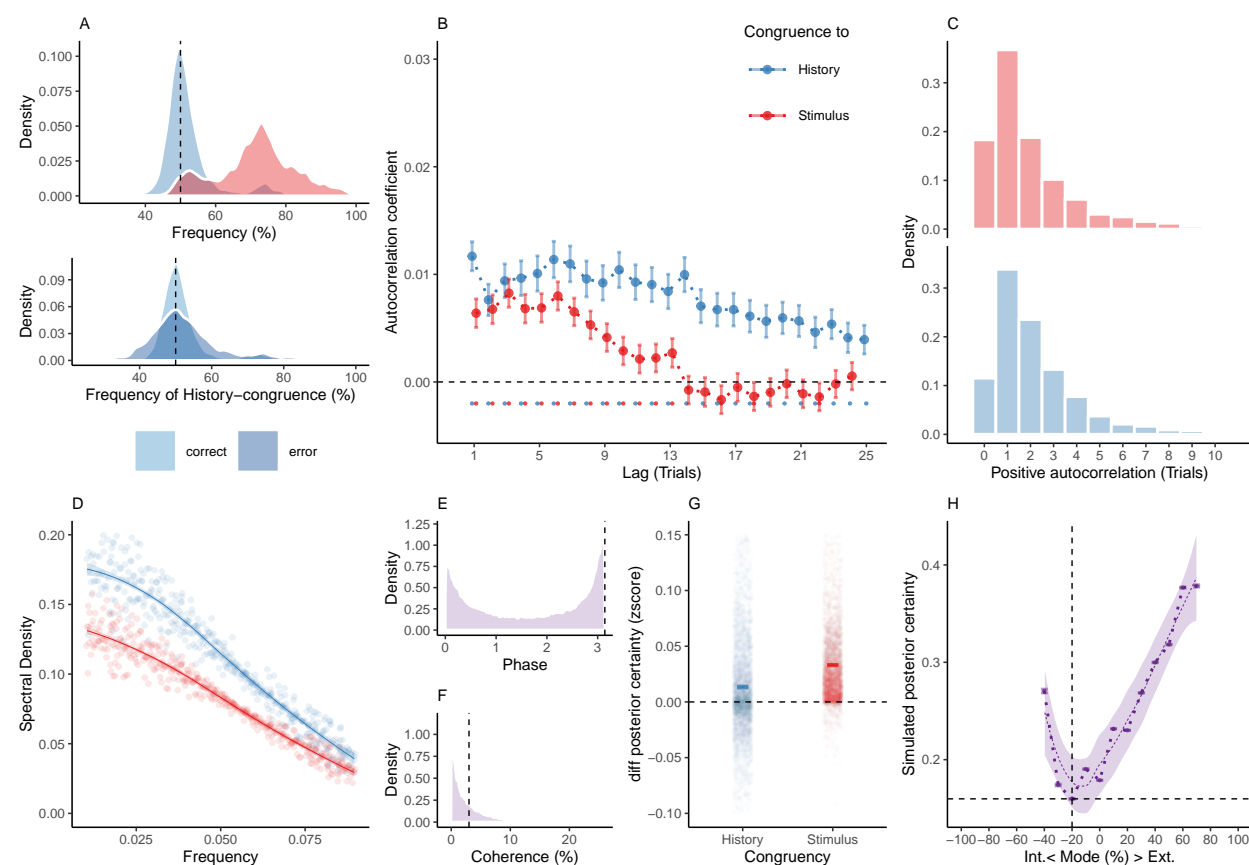 A
Density
0.100
0.075
0.050
0.025
0.000
40 60 80 100
Frequency (%)
Density
0.09
0.06
0.03
0.00
40 60 80 100
Frequency of History−congruence (%)
correct error
B
Congruence to
History
Stimulus
Autocorrelation coefficient
0.03
0.02
0.01
0.00
1 5 9 13 17 21 25
Lag (Trials)
C
Density
0.3
0.2
0.1
0.0
0.3
0.2
0.1
0.0
0 1 2 3 4 5 6 7 8 9 10
Positive autocorrelation (Trials)
D
Spectral Density
0.20
0.15
0.10
0.05
0.00
0.025 0.050 0.075
Frequency
E
Density
1.25
1.00
0.75
0.50
0.25
0.00
0 1 2 3
Phase
F
Density
1.00
0.75
0.50
0.25
0.00
0 10 20
Coherence (%)
G
diff posterior certainty (zscore)
0.15
0.10
0.05
0.00
−0.05
−0.10
History Stimulus
Congruency
H
Simulated posterior certainty
0.4
0.3
0.2
−100 −80 −60 −40 −20 0 20 40 60 80 100
Int.< Mode (%) > Ext.